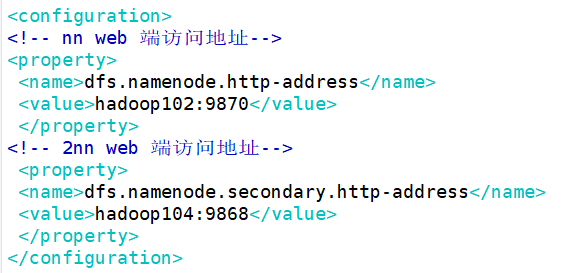 <configuration>
<!-- nn web 端访问地址-->
<property>
 <name>dfs.namenode.http-address</name>
 <value>hadoop102:9870</value>
 </property>
<!-- 2nn web 端访问地址-->
 <property>
 <name>dfs.namenode.secondary.http-address</name>
 <value>hadoop104:9868</value>
 </property>
</configuration>